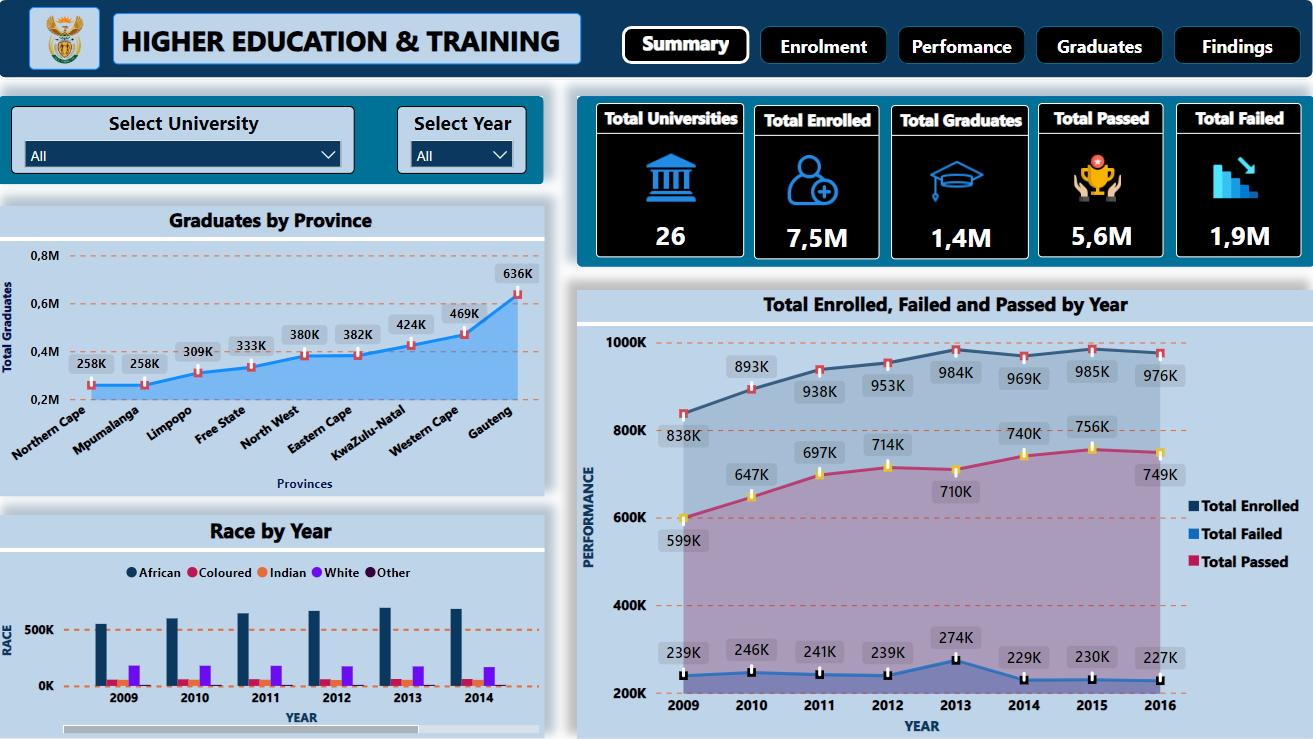 HIGHER EDUCATION & TRAINING
Summary
Enrolment
Perfomance
Graduates
Findings
Select University
All
Select Year
All
Total Universities
26
Total Enrolled
7,5M
Total Graduates
1,4M
Total Passed
5,6M
Total Failed
1,9M
Graduates by Province
Total Graduates
0,8M
0,6M
0,4M
0,2M
258K
258K
309K
333K
380K
382K
424K
469K
636K
Northern Cape
Mpumalanga
Limpopo
Free State
North West
Eastern Cape
KwaZulu-Natal
Western Cape
Gauteng
Provinces
Race by Year
African
Coloured
Indian
White
Other
RACE
500K
0K
2009
2010
2011
2012
2013
2014
YEAR
Total Enrolled, Failed and Passed by Year
PERFORMANCE
1000K
800K
600K
400K
200K
838K
893K
938K
953K
984K
969K
985K
976K
599K
647K
697K
714K
710K
740K
756K
749K
239K
246K
241K
239K
274K
229K
230K
227K
2009
2010
2011
2012
2013
2014
2015
2016
YEAR
Total Enrolled
Total Failed
Total Passed